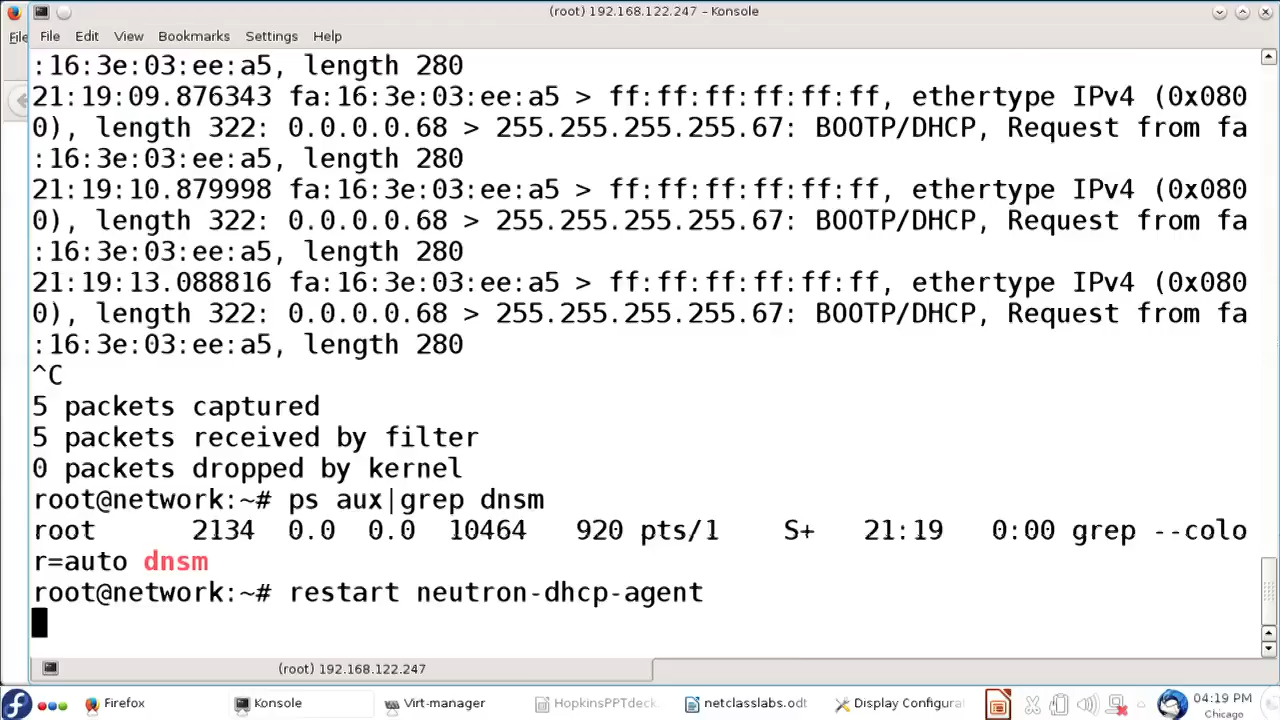 (root) 192.168.122.247 – Konsole
File
File Edit View Bookmarks Settings Help
:16:3e:03:ee:a5, length 280
21:19:09.876343 fa:16:3e:03:ee:a5 > ff:ff:ff:ff:ff:ff, ethertype IPv4 (0x080
0), length 322: 0.0.0.0.68 > 255.255.255.255.67: BOOTP/DHCP, Request from fa
:16:3e:03:ee:a5, length 280
21:19:10.879998 fa:16:3e:03:ee:a5 > ff:ff:ff:ff:ff:ff, ethertype IPv4 (0x080
0), length 322: 0.0.0.0.68 > 255.255.255.255.67: BOOTP/DHCP, Request from fa
:16:3e:03:ee:a5, length 280
21:19:13.088816 fa:16:3e:03:ee:a5 > ff:ff:ff:ff:ff:ff, ethertype IPv4 (0x080
0), length 322: 0.0.0.0.68 > 255.255.255.255.67: BOOTP/DHCP, Request from fa
:16:3e:03:ee:a5, length 280
^C
5 packets captured
5 packets received by filter
0 packets dropped by kernel
root@network:~# ps aux|grep dnsm
root      2134  0.0  0.0  10464   920 pts/1    S+   21:19   0:00 grep --colo
r=auto dnsm
root@network:~# restart neutron-dhcp-agent
(root) 192.168.122.247
Firefox Konsole Virt-manager HopkinsPPTdeck. netclasslabs.odt Display Configura 04:19 PM
Chicago